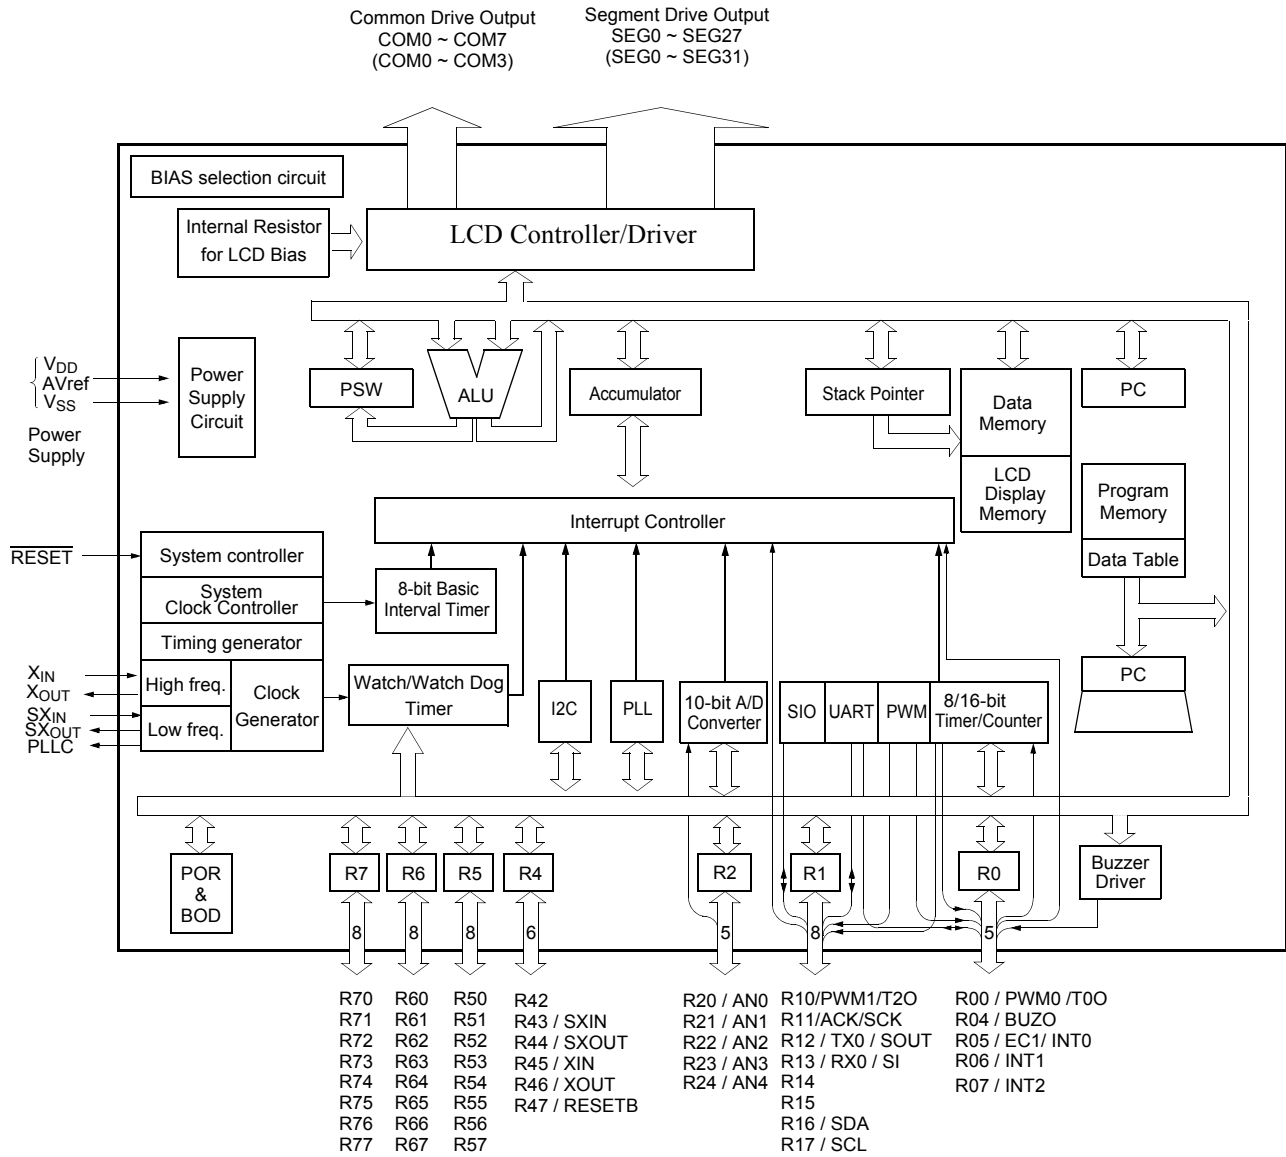 Common Drive Output
COM0 ~ COM7
(COM0 ~ COM3)
Segment Drive Output
SEG0 ~ SEG27
(SEG0 ~ SEG31)
BIAS selection circuit
Internal Resistor
for LCD Bias
LCD Controller/Driver
VDD
AVref
VSS
Power
Supply
Power
Supply
Circuit
PSW
ALU
Accumulator
Stack Pointer
Data
Memory
LCD
Display
Memory
PC
Program
Memory
Data Table
PC
Interrupt Controller
RESET
System controller
System
Clock Controller
Timing generator
High freq.
Low freq.
Clock
Generator
XIN
XOUT
SXIN
SXOUT
PLLC
8-bit Basic
Interval Timer
Watch/Watch Dog
Timer
I2C
PLL
10-bit A/D
Converter
SIO
UART
PWM
8/16-bit
Timer/Counter
POR
&
BOD
R7
R6
R5
R4
R2
R1
R0
Buzzer
Driver
8
8
8
6
5
8
5
R70
R71
R72
R73
R74
R75
R76
R77
R60
R61
R62
R63
R64
R65
R66
R67
R50
R51
R52
R53
R54
R55
R56
R57
R42
R43 / SXIN
R44 / SXOUT
R45 / XIN
R46 / XOUT
R47 / RESETB
R20 / AN0
R21 / AN1
R22 / AN2
R23 / AN3
R24 / AN4
R10/PWM1/T2O
R11/ACK/SCK
R12 / TX0 / SOUT
R13 / RX0 / SI
R14
R15
R16 / SDA
R17 / SCL
R00 / PWM0 /T0O
R04 / BUZO
R05 / EC1/ INT0
R06 / INT1
R07 / INT2